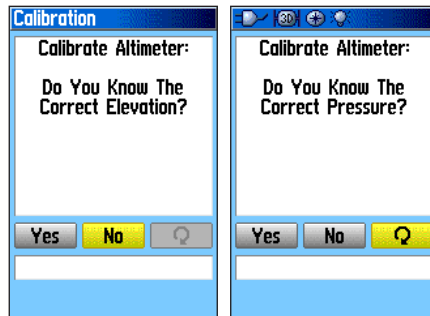 Calibration
Calibrate Altimeter:
Do You Know The
Correct Elevation?
Yes No
3D
Calibrate Altimeter:
Do You Know The
Correct Pressure?
Yes No